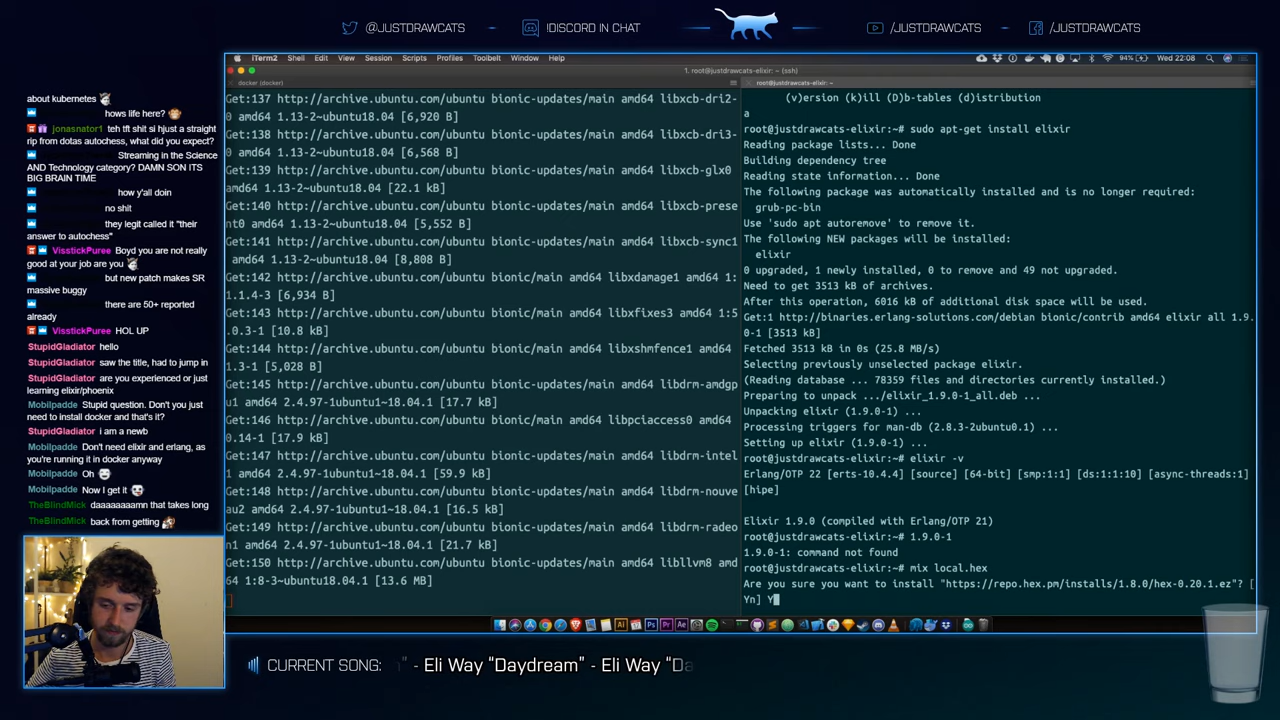 @JUSTDRAWCATS
!DISCORD IN CHAT
/JUSTDRAWCATS
/JUSTDRAWCATS
iTerm2 Shell Edit View Session Scripts Profiles Toolbelt Window Help
94% Wed 22:08
1. root@justdrawcats-elixir: ~ (ssh)
docker (docker)
root@justdrawcats-elixir: ~
about kubernetes
hows life here?
jonasnator1 teh tft shit si hjust a straight
rip from dotas autochess, what did you expect?
Streaming in the Science
AND Technology category? DAMN SON ITS
BIG BRAIN TIME
how y'all doin
no shit
they legit called it "their
answer to autochess"
VisstickPuree Boyd you are not really
good at your job are you
but new patch makes SR
massive buggy
there are 50+ reported
already
VisstickPuree HOL UP
StupidGladiator hello
StupidGladiator saw the title, had to jump in
StupidGladiator are you experienced or just
learning elixir/phoenix
Mobilpadde Stupid question. Don't you just
need to install docker and that's it?
StupidGladiator i am a newb
Mobilpadde Don't need elixir and erlang, as
you're running it in docker anyway
Mobilpadde Oh
Mobilpadde Now I get it
TheBlindMick daaaaaaaamn that takes long
TheBlindMick back from getting
Get:137 http://archive.ubuntu.com/ubuntu bionic-updates/main amd64 libxcb-dri2-
0 amd64 1.13-2~ubuntu18.04 [6,920 B]
Get:138 http://archive.ubuntu.com/ubuntu bionic-updates/main amd64 libxcb-dri3-
0 amd64 1.13-2~ubuntu18.04 [6,568 B]
Get:139 http://archive.ubuntu.com/ubuntu bionic-updates/main amd64 libxcb-glx0
amd64 1.13-2~ubuntu18.04 [22.1 kB]
Get:140 http://archive.ubuntu.com/ubuntu bionic-updates/main amd64 libxcb-prese
nt0 amd64 1.13-2~ubuntu18.04 [5,552 B]
Get:141 http://archive.ubuntu.com/ubuntu bionic-updates/main amd64 libxcb-sync1
amd64 1.13-2~ubuntu18.04 [8,808 B]
Get:142 http://archive.ubuntu.com/ubuntu bionic/main amd64 libxdamage1 amd64 1:
1.1.4-3 [6,934 B]
Get:143 http://archive.ubuntu.com/ubuntu bionic/main amd64 libxfixes3 amd64 1:5
.0.3-1 [10.8 kB]
Get:144 http://archive.ubuntu.com/ubuntu bionic/main amd64 libxshmfence1 amd64
1.3-1 [5,028 B]
Get:145 http://archive.ubuntu.com/ubuntu bionic-updates/main amd64 libdrm-amdgp
u1 amd64 2.4.97-1ubuntu1~18.04.1 [17.7 kB]
Get:146 http://archive.ubuntu.com/ubuntu bionic/main amd64 libpciaccess0 amd64
0.14-1 [17.9 kB]
Get:147 http://archive.ubuntu.com/ubuntu bionic-updates/main amd64 libdrm-intel
1 amd64 2.4.97-1ubuntu1~18.04.1 [59.9 kB]
Get:148 http://archive.ubuntu.com/ubuntu bionic-updates/main amd64 libdrm-nouve
au2 amd64 2.4.97-1ubuntu1~18.04.1 [16.5 kB]
Get:149 http://archive.ubuntu.com/ubuntu bionic-updates/main amd64 libdrm-radeo
n1 amd64 2.4.97-1ubuntu1~18.04.1 [21.7 kB]
Get:150 http://archive.ubuntu.com/ubuntu bionic-updates/main amd64 libllvm8 amd
64 1:8-3~ubuntu18.04.1 [13.6 MB]
(v)ersion (k)ill (D)b-tables (d)istribution
a
root@justdrawcats-elixir:~# sudo apt-get install elixir
Reading package lists... Done
Building dependency tree
Reading state information... Done
The following package was automatically installed and is no longer required:
grub-pc-bin
Use 'sudo apt autoremove' to remove it.
The following NEW packages will be installed:
elixir
0 upgraded, 1 newly installed, 0 to remove and 49 not upgraded.
Need to get 3513 kB of archives.
After this operation, 6016 kB of additional disk space will be used.
Get:1 http://binaries.erlang-solutions.com/debian bionic/contrib amd64 elixir all 1.9.
0-1 [3513 kB]
Fetched 3513 kB in 0s (25.8 MB/s)
Selecting previously unselected package elixir.
(Reading database ... 78359 files and directories currently installed.)
Preparing to unpack .../elixir_1.9.0-1_all.deb ...
Unpacking elixir (1.9.0-1) ...
Processing triggers for man-db (2.8.3-2ubuntu0.1) ...
Setting up elixir (1.9.0-1) ...
root@justdrawcats-elixir:~# elixir -v
Erlang/OTP 22 [erts-10.4.4] [source] [64-bit] [smp:1:1] [ds:1:1:10] [async-threads:1]
[hipe]
Elixir 1.9.0 (compiled with Erlang/OTP 21)
root@justdrawcats-elixir:~# 1.9.0-1
1.9.0-1: command not found
root@justdrawcats-elixir:~# mix local.hex
Are you sure you want to install "https://repo.hex.pm/installs/1.8.0/hex-0.20.1.ez"? [
Yn] Y
CURRENT SONG: " - Eli Way "Daydream" - Eli Way "Da